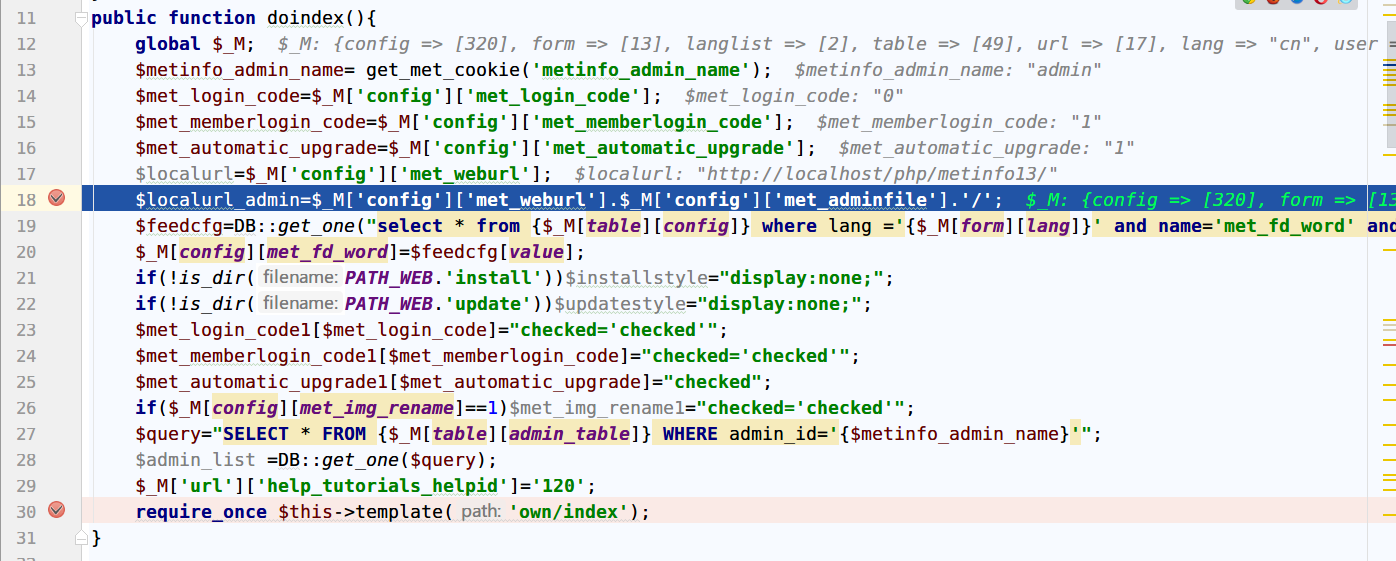 11 public function doindex(){
12 global $_M; $_M: {config => [320], form => [13], langlist => [2], table => [49], url => [17], lang => "cn", user =
13 $metinfo_admin_name= get_met_cookie('metinfo_admin_name'); $metinfo_admin_name: "admin"
14 $met_login_code=$_M['config']['met_login_code']; $met_login_code: "0"
15 $met_memberlogin_code=$_M['config']['met_memberlogin_code']; $met_memberlogin_code: "1"
16 $met_automatic_upgrade=$_M['config']['met_automatic_upgrade']; $met_automatic_upgrade: "1"
17 $localurl=$_M['config']['met_weburl']; $localurl: "http://localhost/php/metinfo13/"
18 $localurl_admin=$_M['config']['met_weburl'].$_M['config']['met_adminfile'].'/'; $_M: {config => [320], form => [13
19 $feedcfg=DB::get_one("select * from {$_M[table][config]} where lang ='{$_M[form][lang]}' and name='met_fd_word' and
20 $_M[config][met_fd_word]=$feedcfg[value];
21 if(!is_dir( filename: PATH_WEB.'install'))$installstyle="display:none;";
22 if(!is_dir( filename: PATH_WEB.'update'))$updatestyle="display:none;";
23 $met_login_code1[$met_login_code]="checked='checked'";
24 $met_memberlogin_code1[$met_memberlogin_code]="checked='checked'";
25 $met_automatic_upgrade1[$met_automatic_upgrade]="checked";
26 if($_M[config][met_img_rename]==1)$met_img_rename1="checked='checked'";
27 $query="SELECT * FROM {$_M[table][admin_table]} WHERE admin_id='{$metinfo_admin_name}'";
28 $admin_list =DB::get_one($query);
29 $_M['url']['help_tutorials_helpid']='120';
30 require_once $this->template( path: 'own/index');
31 }